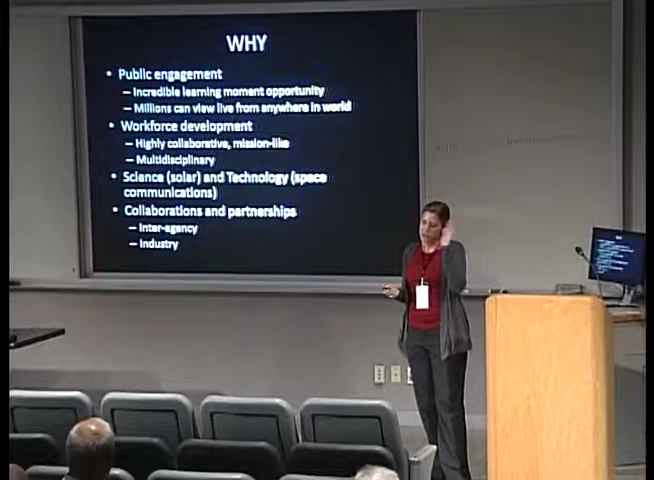 WHY
• Public engagement
– Incredible learning moment opportunity
– Millions can view live from anywhere in world
• Workforce development
– Highly collaborative, mission-like
– Multidisciplinary
• Science (solar) and Technology (space
communications)
• Collaborations and partnerships
– Inter-agency
– Industry